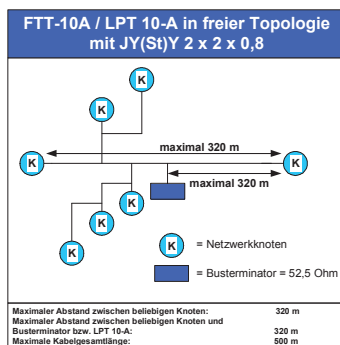 FTT-10A / LPT 10-A in freier Topologie
mit JY(St)Y 2 x 2 x 0,8
K
K
maximal 320 m
K
K
maximal 320 m
K
K
K
K
= Netzwerkknoten
= Busterminator = 52,5 Ohm
Maximaler Abstand zwischen beliebigen Knoten: 320 m
Maximaler Abstand zwischen beliebigen Knoten und
Busterminator bzw. LPT 10-A: 320 m
Maximale Kabelgesamtlänge: 500 m